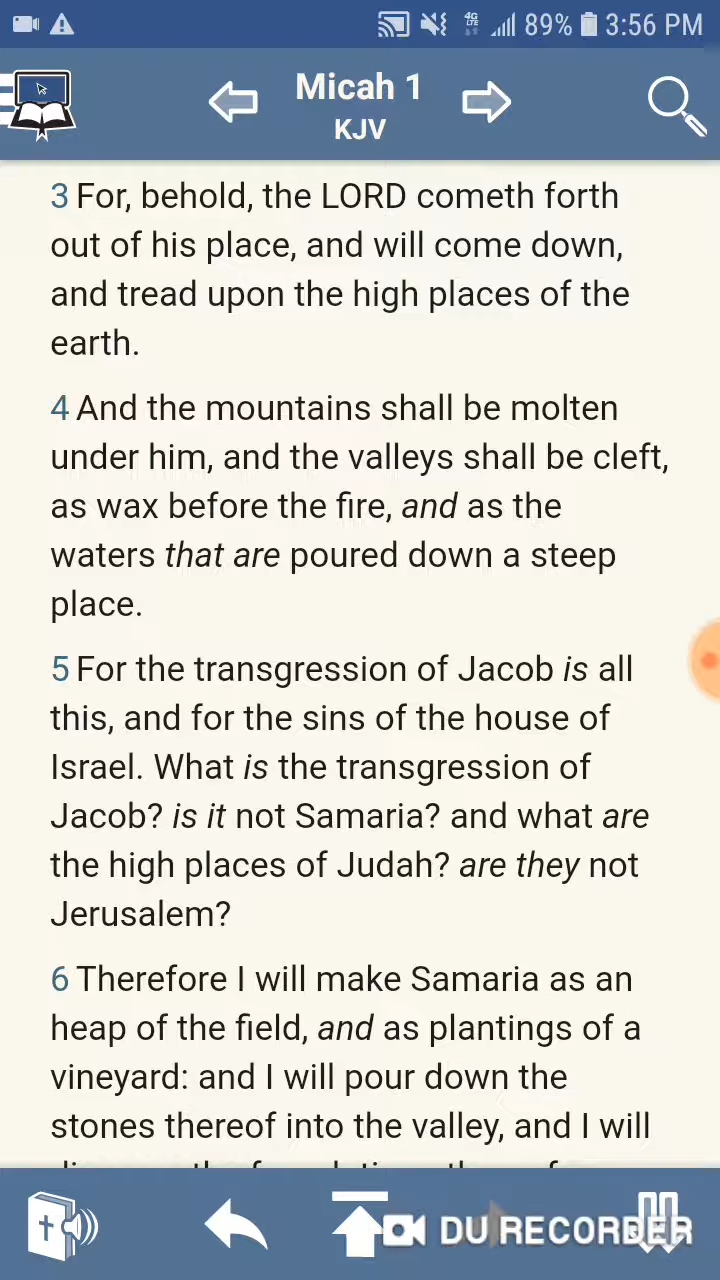 4G
LTE
89%
3:56 PM
Micah 1
KJV
3 For, behold, the LORD cometh forth
out of his place, and will come down,
and tread upon the high places of the
earth.
4 And the mountains shall be molten
under him, and the valleys shall be cleft,
as wax before the fire, and as the
waters that are poured down a steep
place.
5 For the transgression of Jacob is all
this, and for the sins of the house of
Israel. What is the transgression of
Jacob? is it not Samaria? and what are
the high places of Judah? are they not
Jerusalem?
6 Therefore I will make Samaria as an
heap of the field, and as plantings of a
vineyard: and I will pour down the
stones thereof into the valley, and I will
DU RECORDER